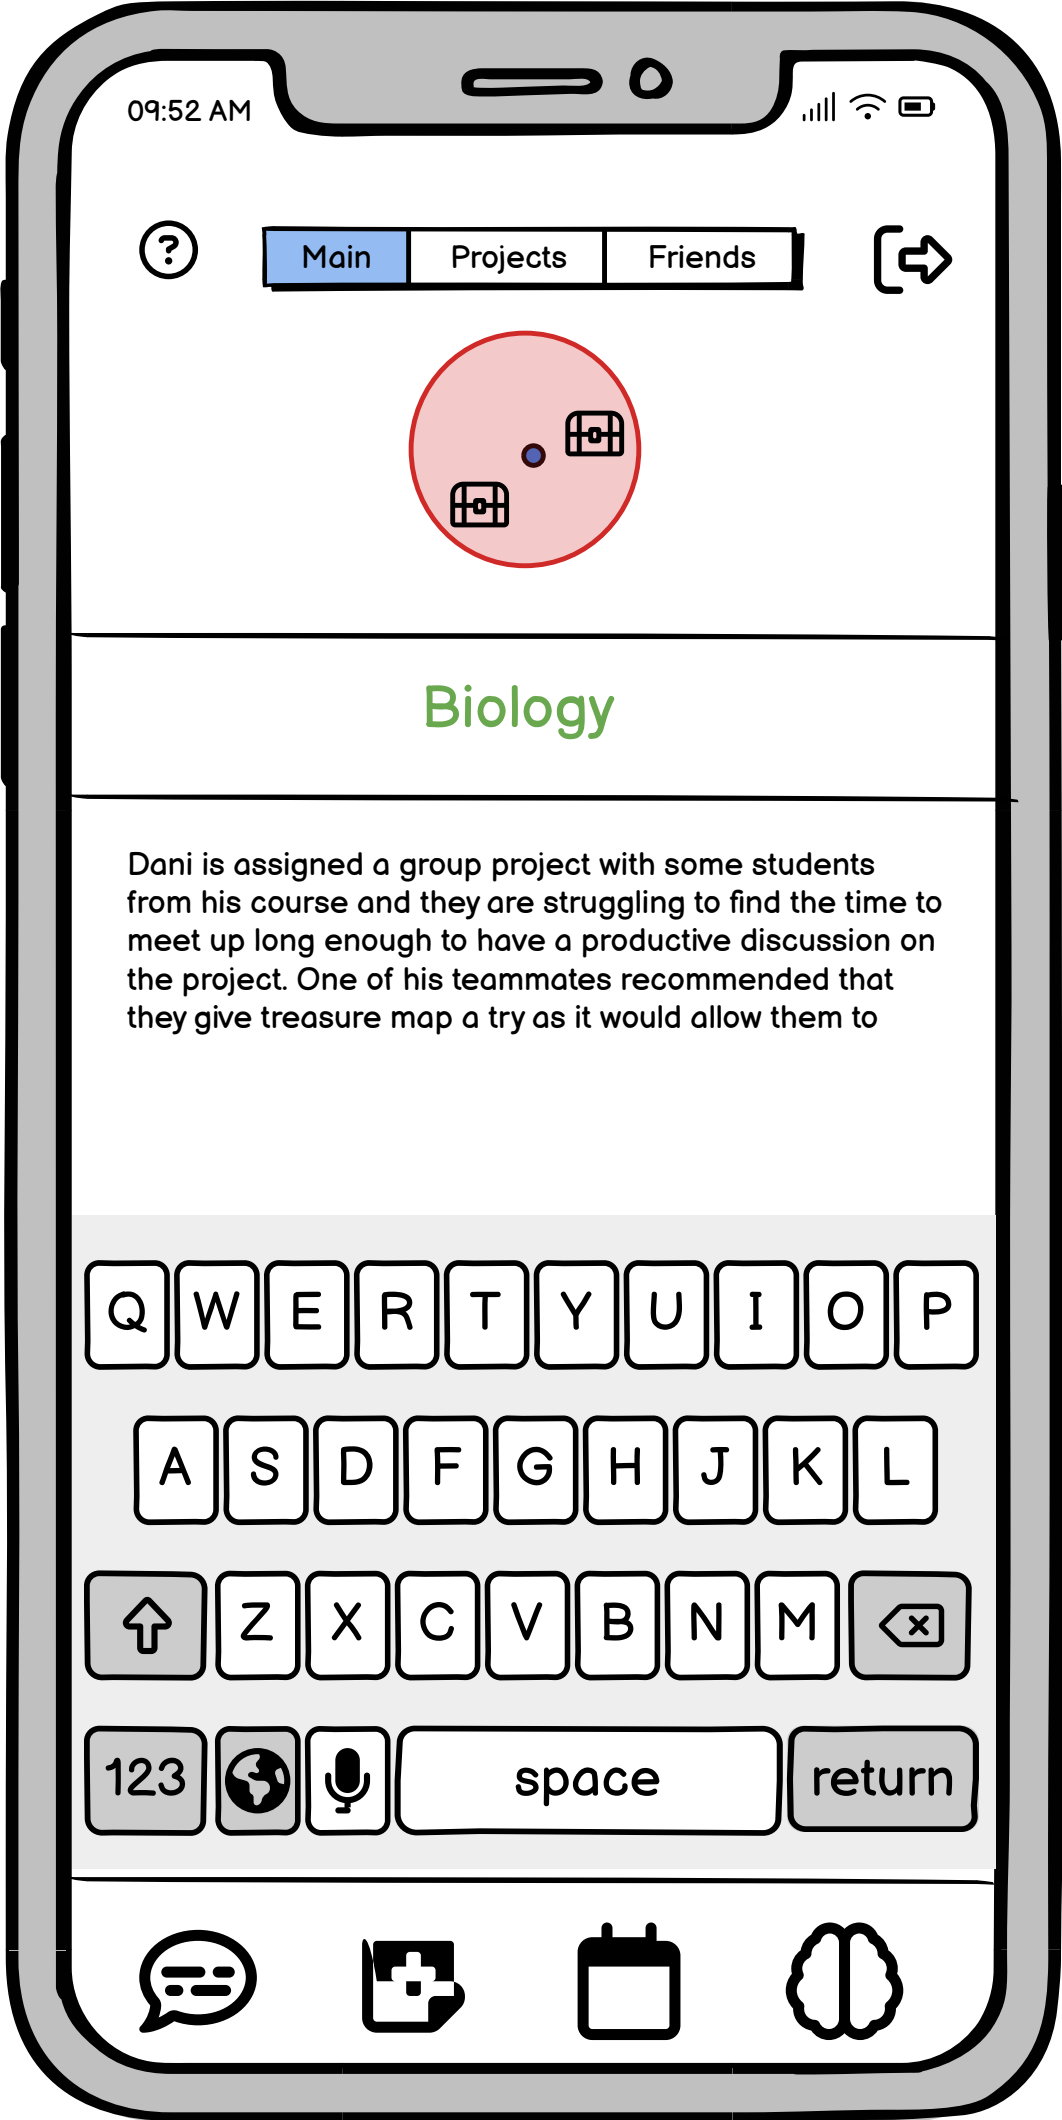 09:52 AM
?
Main Projects Friends
Biology
Dani is assigned a group project with some students
from his course and they are struggling to find the time to
meet up long enough to have a productive discussion on
the project. One of his teammates recommended that
they give treasure map a try as it would allow them to
Q W E R T Y U I O P
A S D F G H J K L
Z X C V B N M
123 space return